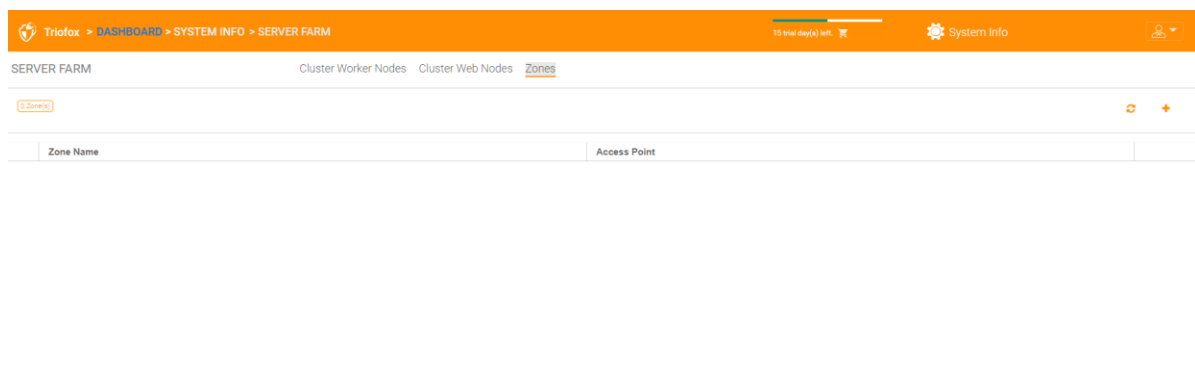 Triofox > DASHBOARD > SYSTEM INFO > SERVER FARM
15 trial day(s) left.
System Info
SERVER FARM
Cluster Worker Nodes Cluster Web Nodes Zones
0 Zone(s)
Zone Name Access Point